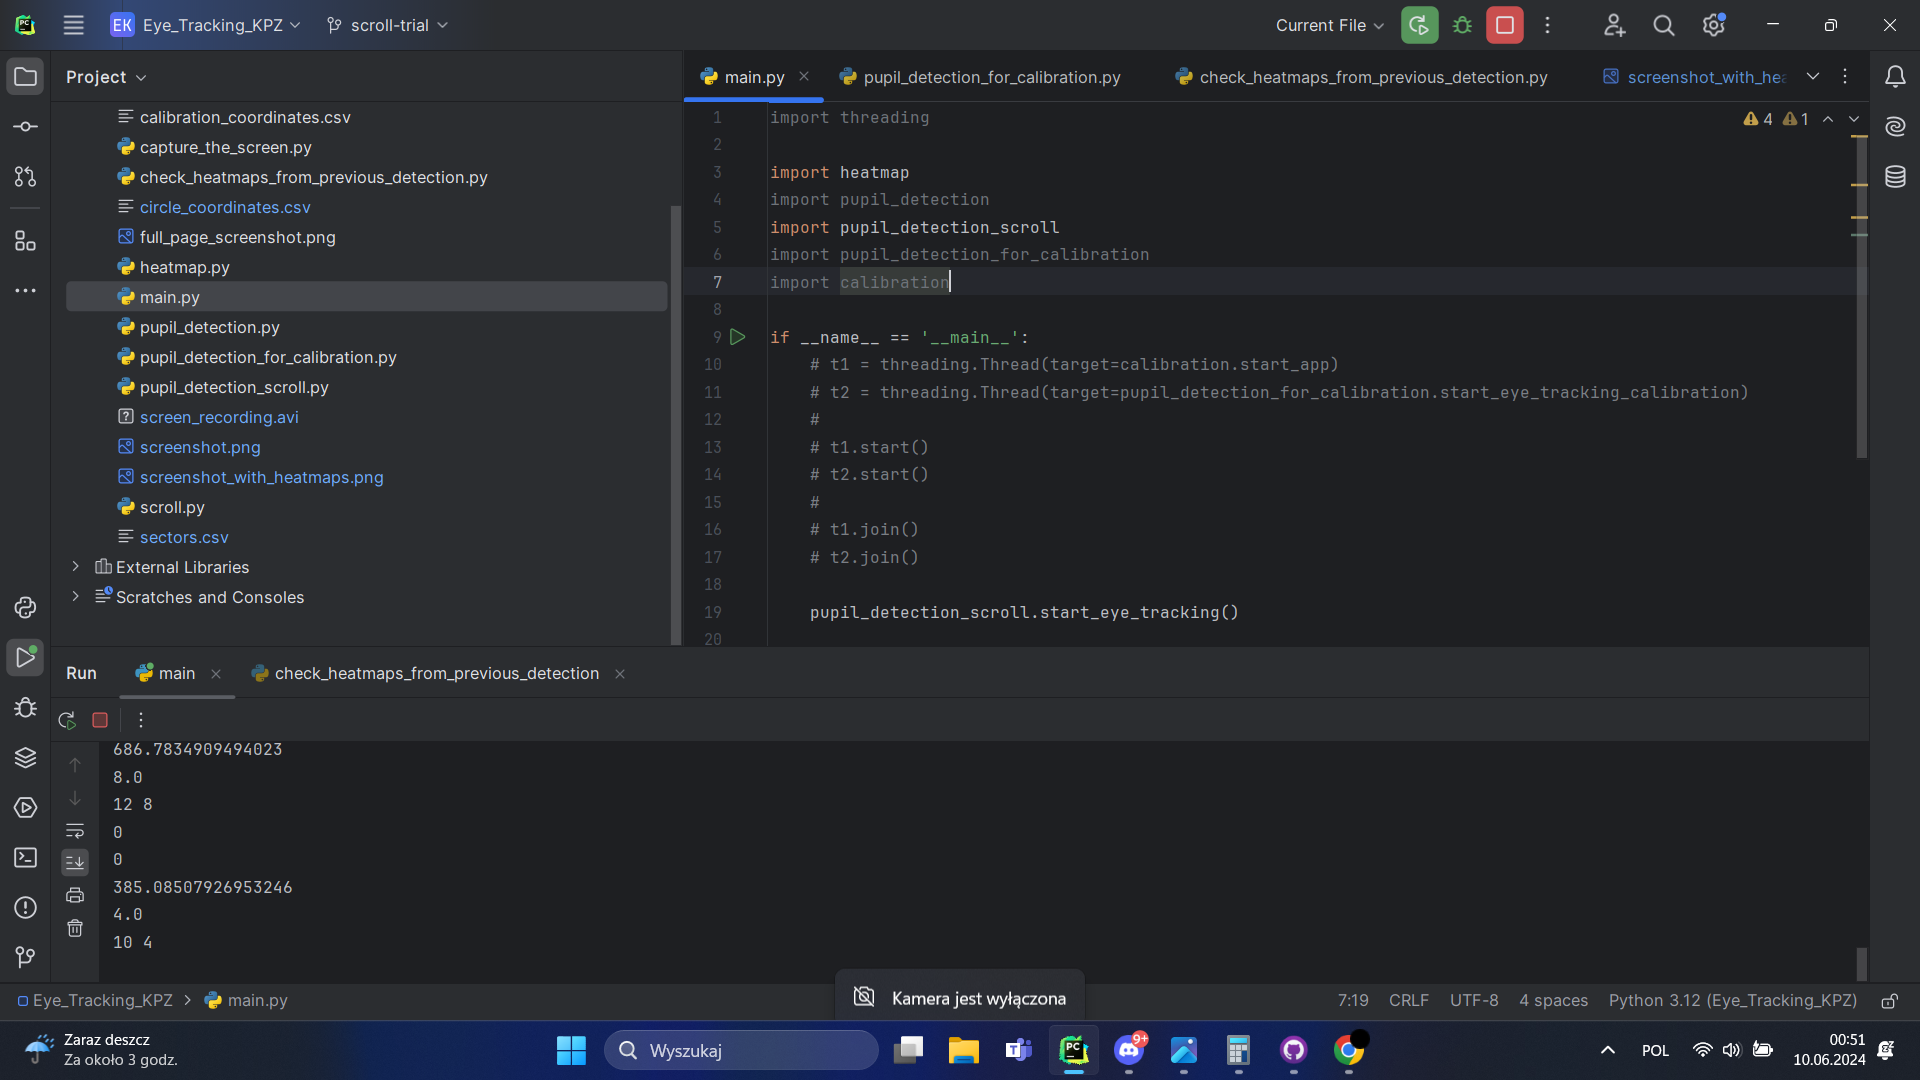 EK Eye_Tracking_KPZ scroll-trial Current File
Project
calibration_coordinates.csv
capture_the_screen.py
check_heatmaps_from_previous_detection.py
circle_coordinates.csv
full_page_screenshot.png
heatmap.py
main.py
pupil_detection.py
pupil_detection_for_calibration.py
pupil_detection_scroll.py
screen_recording.avi
screenshot.png
screenshot_with_heatmaps.png
scroll.py
sectors.csv
External Libraries
Scratches and Consoles
main.py pupil_detection_for_calibration.py check_heatmaps_from_previous_detection.py screenshot_with_hea
4 1
1 import threading
2
3 import heatmap
4 import pupil_detection
5 import pupil_detection_scroll
6 import pupil_detection_for_calibration
7 import calibration
8
9 if __name__ == '__main__':
10 # t1 = threading.Thread(target=calibration.start_app)
11 # t2 = threading.Thread(target=pupil_detection_for_calibration.start_eye_tracking_calibration)
12 #
13 # t1.start()
14 # t2.start()
15 #
16 # t1.join()
17 # t2.join()
18
19 pupil_detection_scroll.start_eye_tracking()
20
Run main check_heatmaps_from_previous_detection
686.7834909494023
8.0
12 8
0
0
385.08507926953246
4.0
10 4
Kamera jest wyłączona
Eye_Tracking_KPZ main.py 7:19 CRLF UTF-8 4 spaces Python 3.12 (Eye_Tracking_KPZ)
Zaraz deszcz
Za około 3 godz.
Wyszukaj
PC
9+
POL
00:51
10.06.2024